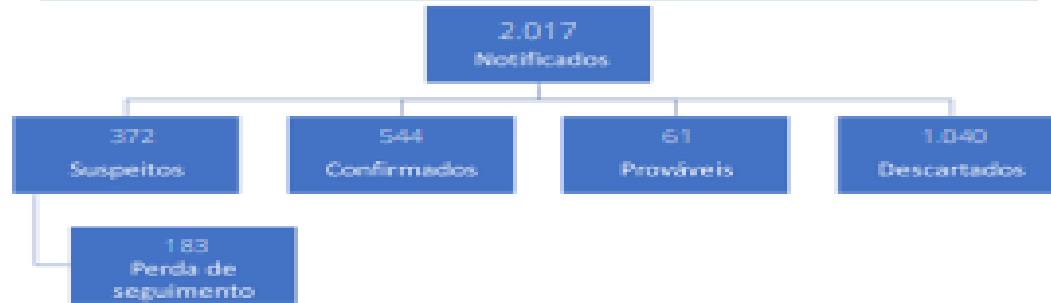 2.017
Notificados
372
Suspeitos
544
Confirmados
61
Prováveis
1.040
Descartados
183
Perda de
seguimento